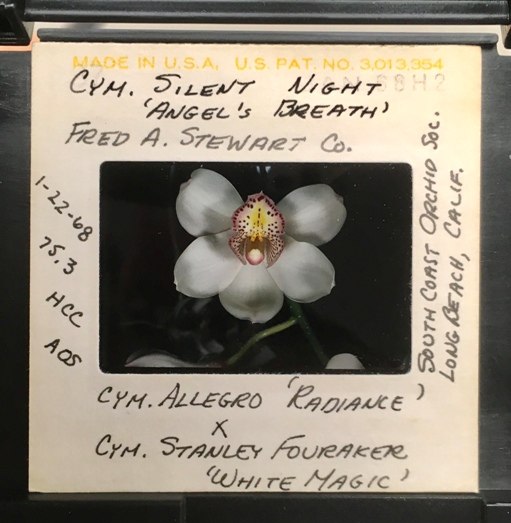 MADE IN U.S.A. U.S. PAT. NO. 3,013,354
CYM. SILENT NIGHT
'ANGEL'S BREATH'
FRED A. STEWART CO.
1-22-68
75.3
HCC
AOS
SOUTH COAST ORCHID SOC.
LONG BEACH, CALIF.
CYM. ALLEGRO 'RADIANCE'
X
CYM. STANLEY FOURAKER
'WHITE MAGIC'